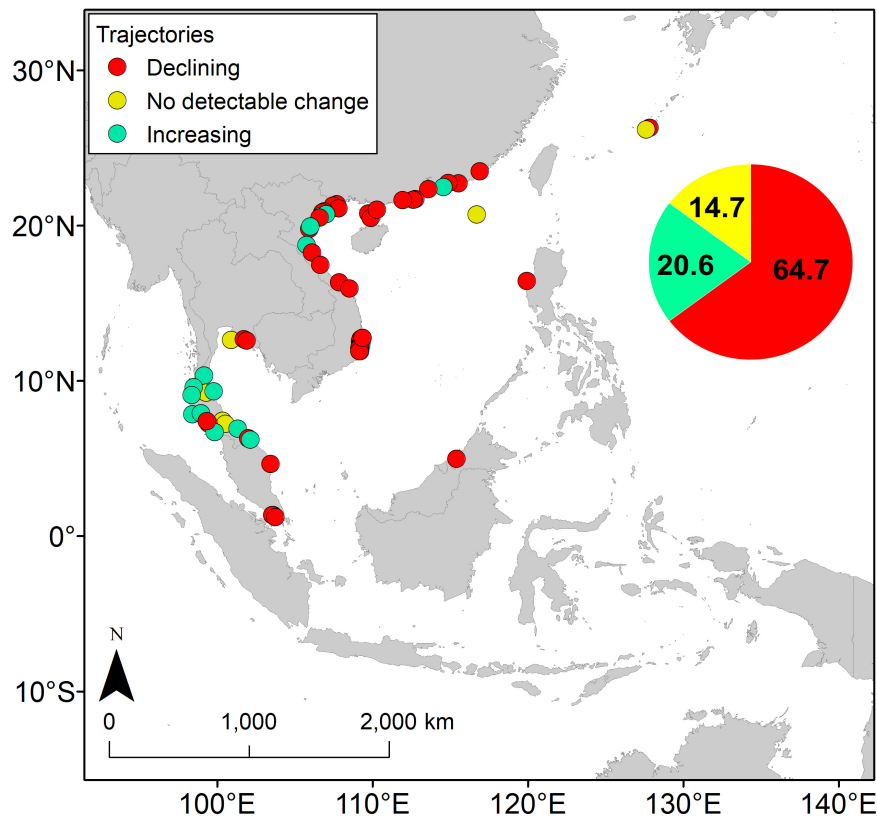 Trajectories
Declining
No detectable change
Increasing
30°N
20°N
10°N
0°
10°S
14.7
20.6
64.7
N
0 1,000 2,000 km
100°E 110°E 120°E 130°E 140°E